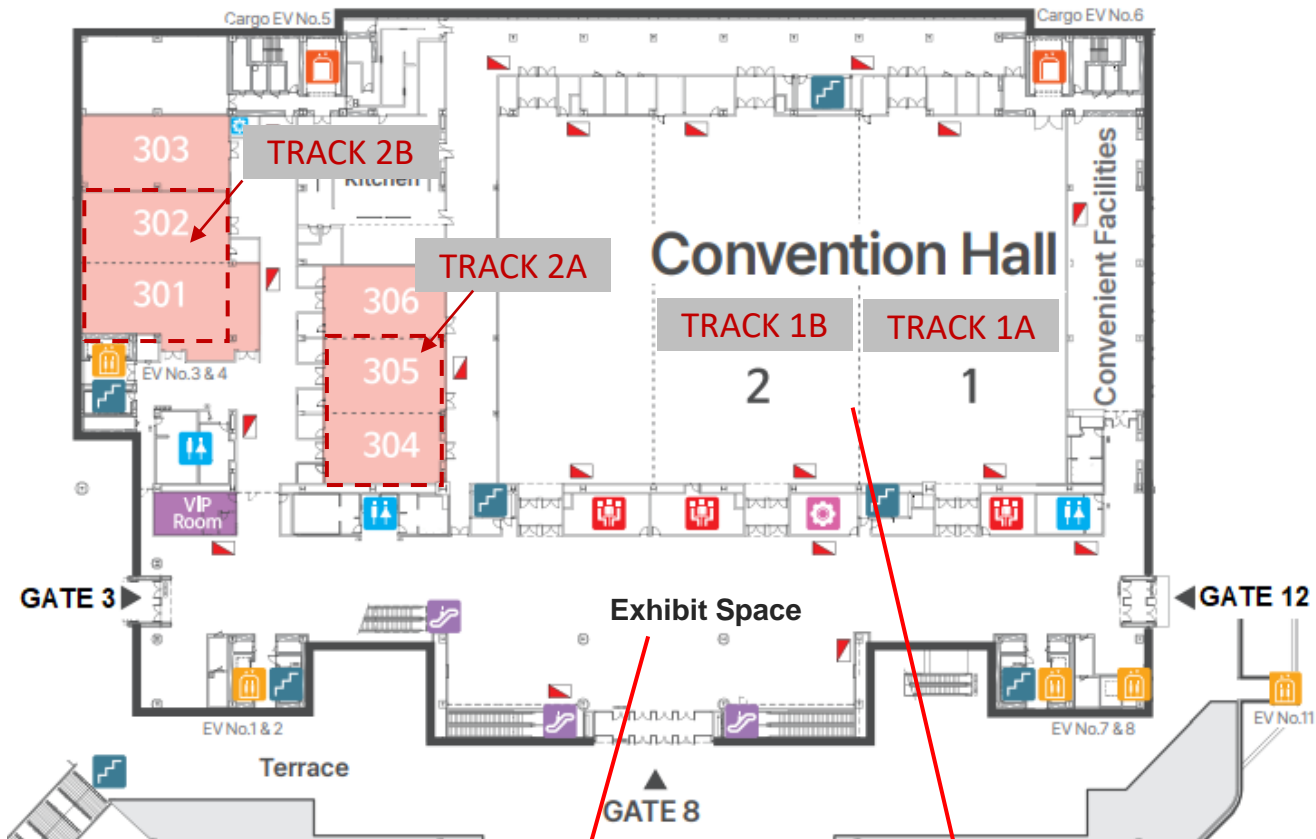 Cargo EV No.5
Cargo EV No.6
303
TRACK 2B
Kitchen
302
301
EV No.3 & 4
TRACK 2A
306
305
304
Convention Hall
TRACK 1B
TRACK 1A
2
1
Convenient Facilities
VIP
Room
GATE 3
Exhibit Space
GATE 12
EV No.1 & 2
EV No.7 & 8
EV No.11
Terrace
GATE 8